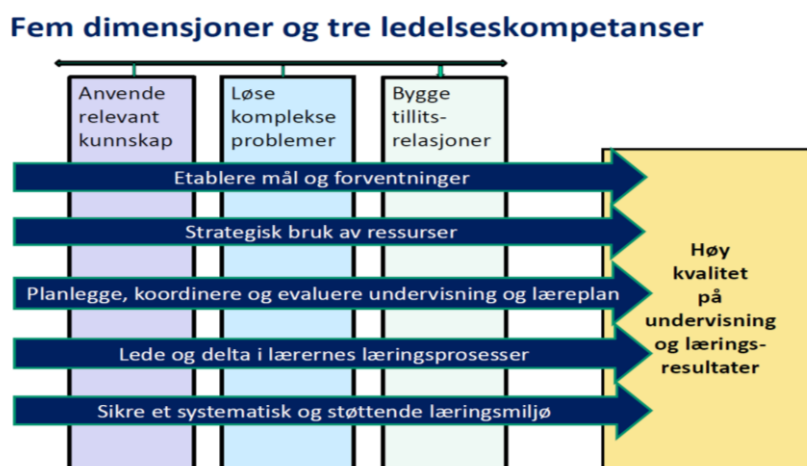 Fem dimensjoner og tre ledelseskompetanser
Anvende
relevant
kunnskap
Løse
komplekse
problemer
Bygge
tillits-
relasjoner
Etablere mål og forventninger
Strategisk bruk av ressurser
Planlegge, koordinere og evaluere undervisning og læreplan
Lede og delta i lærernes læringsprosesser
Sikre et systematisk og støttende læringsmiljø
Høy
kvalitet
på
undervisning
og lærings-
resultater